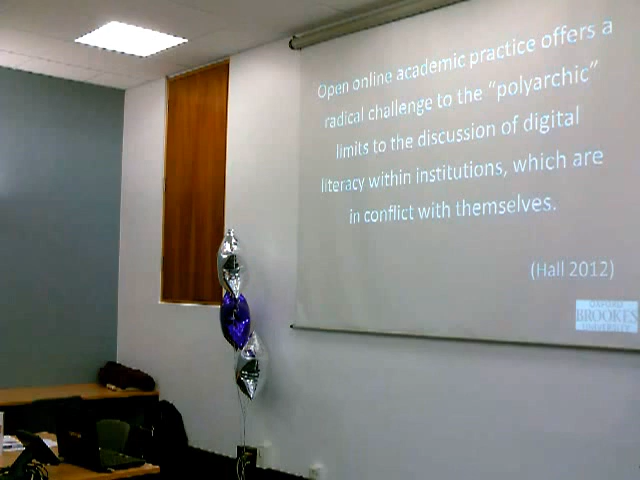 Open online academic practice offers a
radical challenge to the “polyarchic”
limits to the discussion of digital
literacy within institutions, which are
in conflict with themselves.
(Hall 2012)
OXFORD
BROOKES
UNIVERSITY